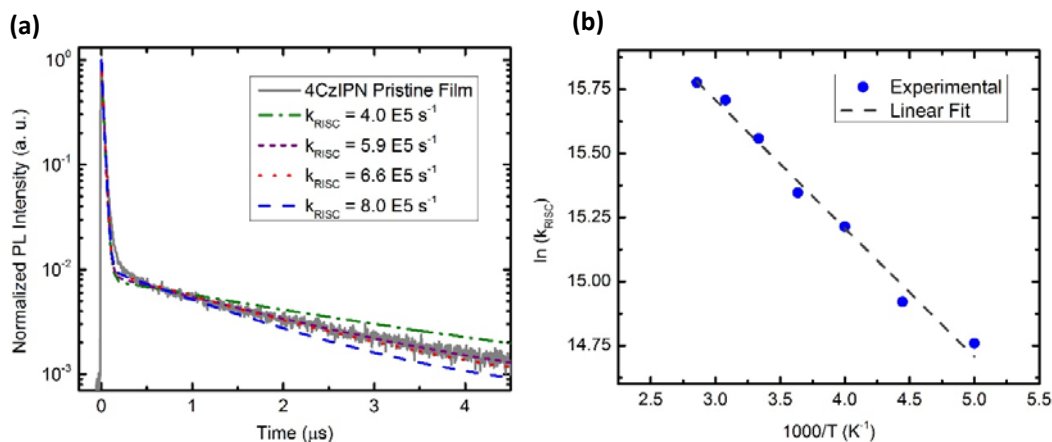 (a)
10⁰
10⁻¹
10⁻²
10⁻³
Normalized PL Intensity (a. u.)
4CzIPN Pristine Film
k_RISC = 4.0 E5 s⁻¹
k_RISC = 5.9 E5 s⁻¹
k_RISC = 6.6 E5 s⁻¹
k_RISC = 8.0 E5 s⁻¹
0 1 2 3 4
Time (μs)
(b)
15.75
15.50
15.25
15.00
14.75
ln (k_RISC)
Experimental
Linear Fit
2.5 3.0 3.5 4.0 4.5 5.0 5.5
1000/T (K⁻¹)